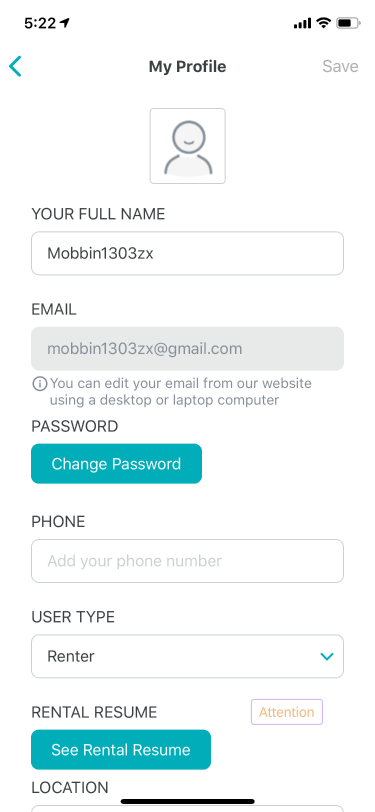 5:22
My Profile
Save
YOUR FULL NAME
Mobbin1303zx
EMAIL
mobbin1303zx@gmail.com
You can edit your email from our website
using a desktop or laptop computer
PASSWORD
Change Password
PHONE
Add your phone number
USER TYPE
Renter
RENTAL RESUME
Attention
See Rental Resume
LOCATION